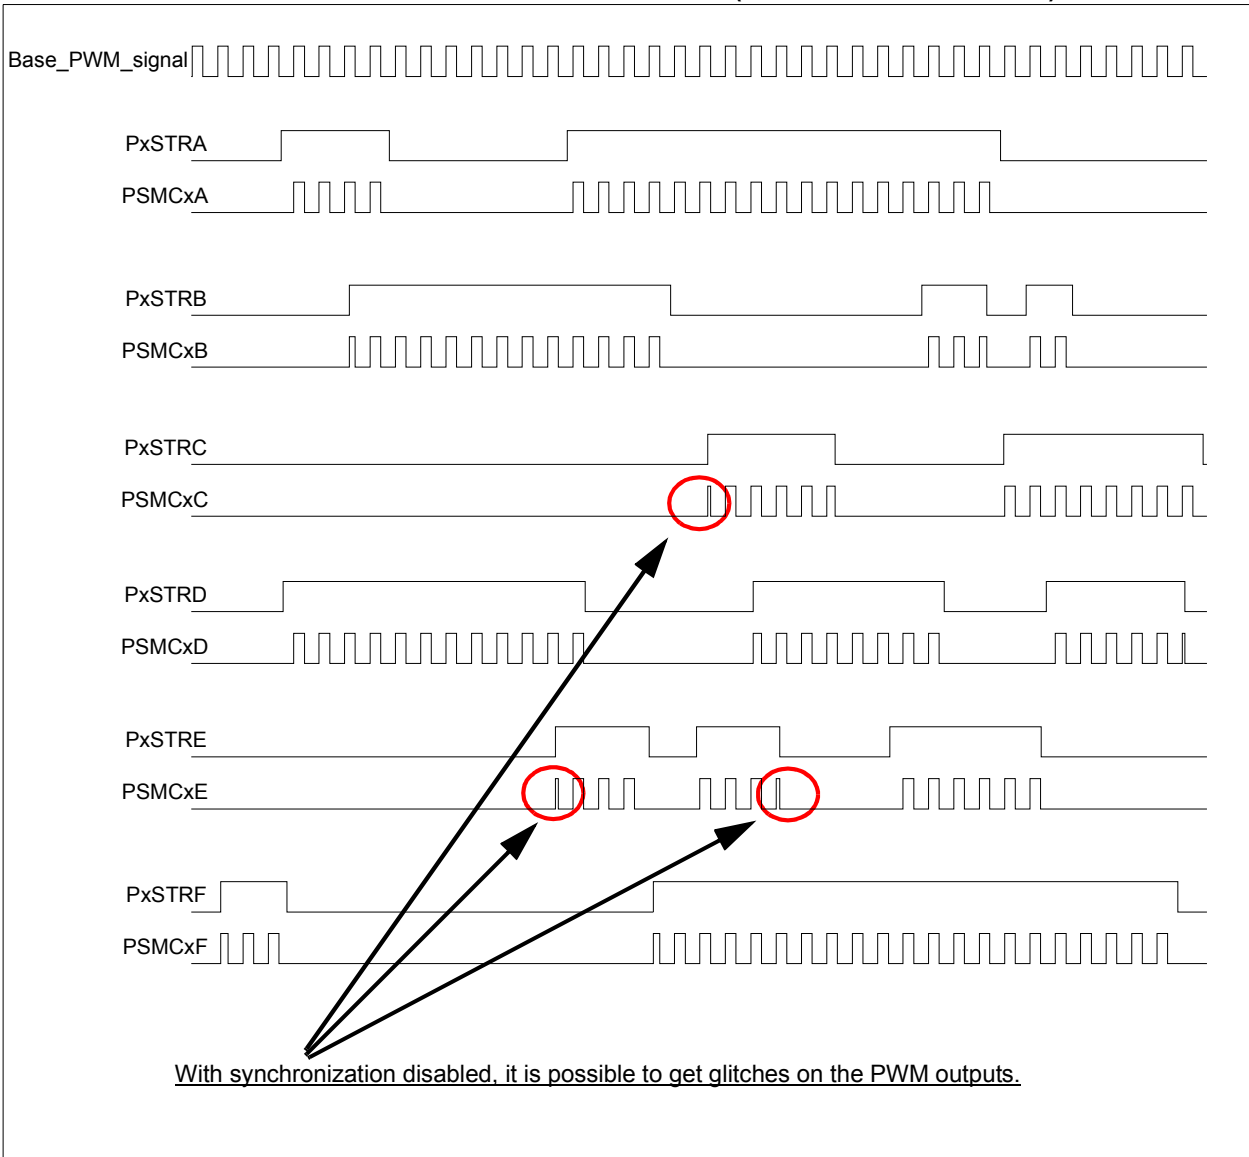 Base_PWM_signal
PxSTRA
PSMCxA
PxSTRB
PSMCxB
PxSTRC
PSMCxC
PxSTRD
PSMCxD
PxSTRE
PSMCxE
PxSTRF
PSMCxF
With synchronization disabled, it is possible to get glitches on the PWM outputs.